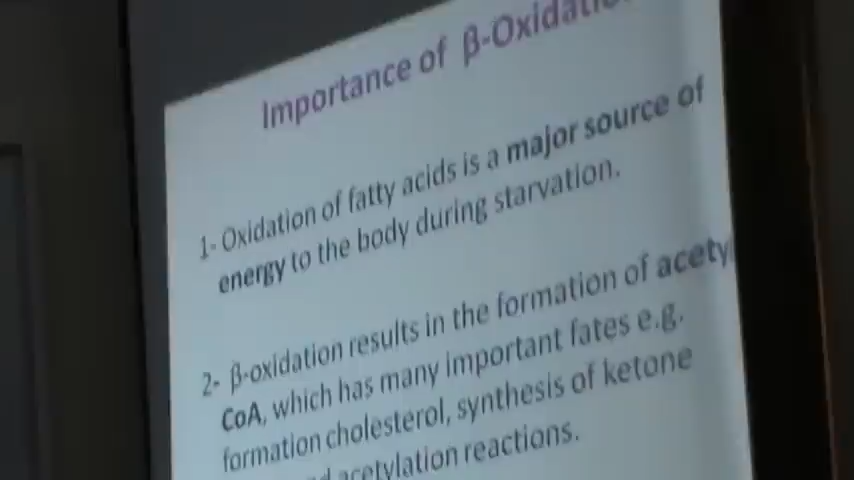 Importance of β-Oxidation
1- Oxidation of fatty acids is a major source of
energy to the body during starvation.
2- β-oxidation results in the formation of acetyl
CoA, which has many important fates e.g.
formation cholesterol, synthesis of ketone
acetylation reactions.